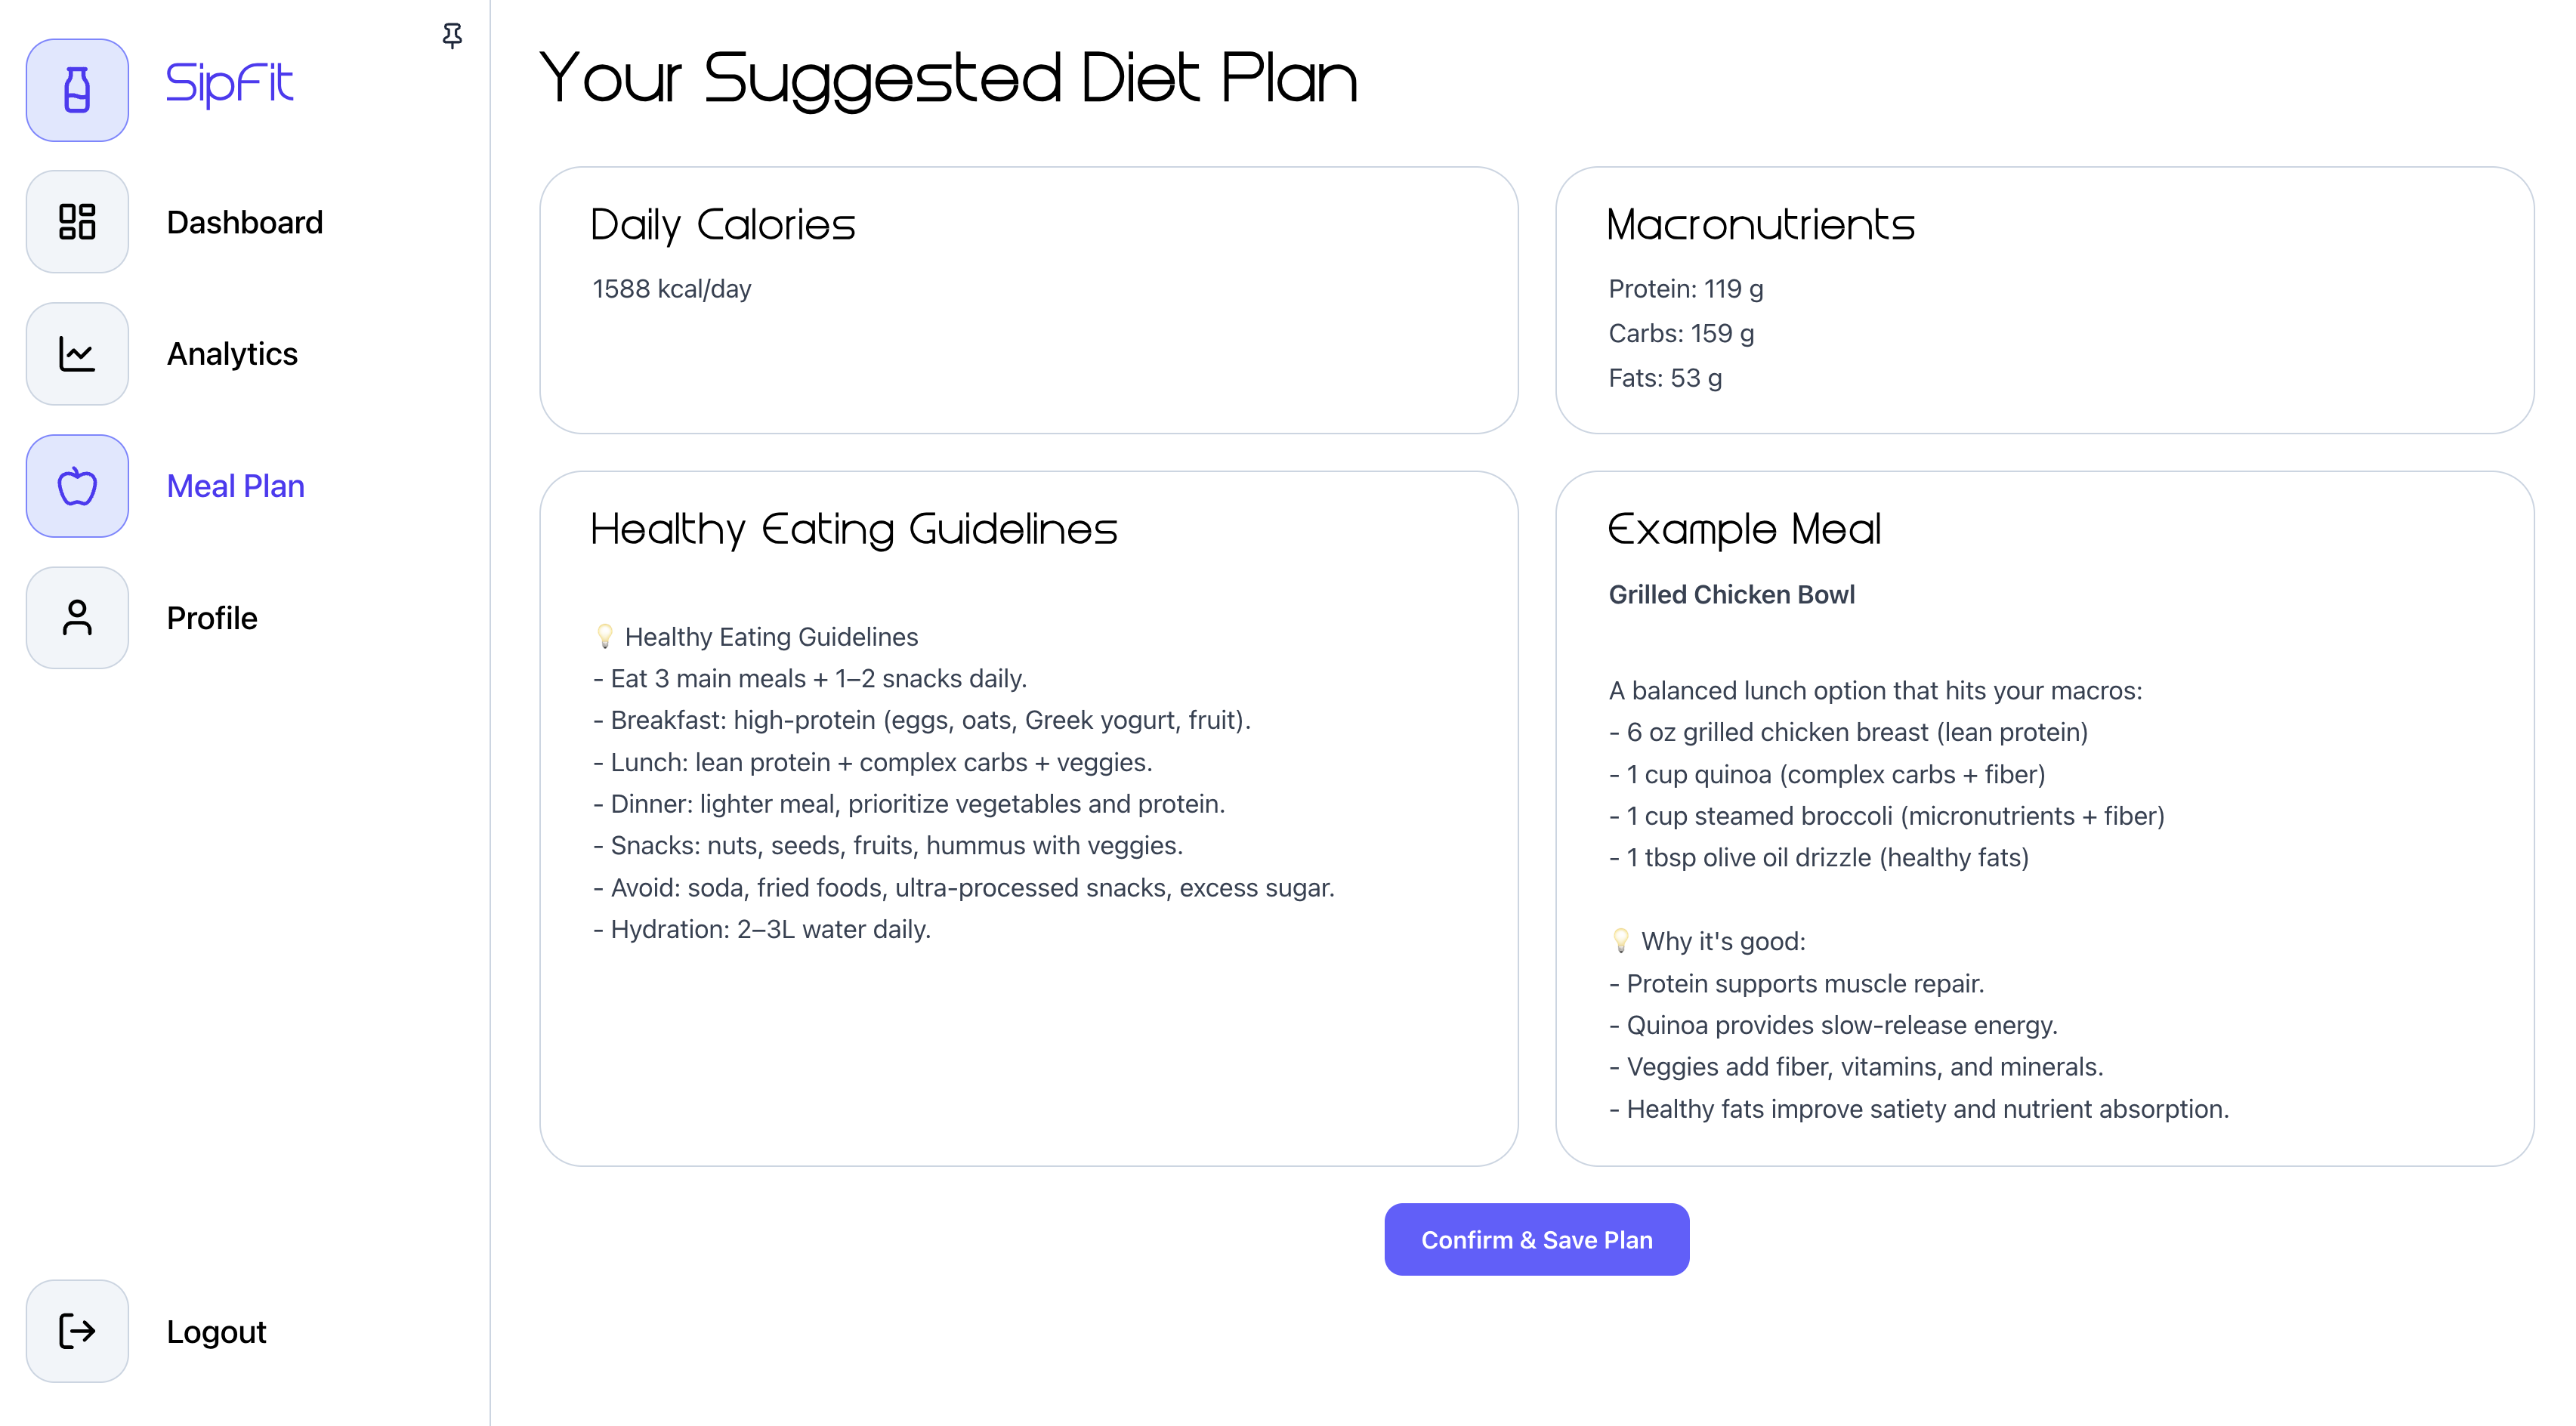 SipFit
Dashboard
Analytics
Meal Plan
Profile
Logout
Your Suggested Diet Plan
Daily Calories
1588 kcal/day
Macronutrients
Protein: 119 g
Carbs: 159 g
Fats: 53 g
Healthy Eating Guidelines
💡 Healthy Eating Guidelines
- Eat 3 main meals + 1–2 snacks daily.
- Breakfast: high-protein (eggs, oats, Greek yogurt, fruit).
- Lunch: lean protein + complex carbs + veggies.
- Dinner: lighter meal, prioritize vegetables and protein.
- Snacks: nuts, seeds, fruits, hummus with veggies.
- Avoid: soda, fried foods, ultra-processed snacks, excess sugar.
- Hydration: 2–3L water daily.
Example Meal
Grilled Chicken Bowl
A balanced lunch option that hits your macros:
- 6 oz grilled chicken breast (lean protein)
- 1 cup quinoa (complex carbs + fiber)
- 1 cup steamed broccoli (micronutrients + fiber)
- 1 tbsp olive oil drizzle (healthy fats)
💡 Why it's good:
- Protein supports muscle repair.
- Quinoa provides slow-release energy.
- Veggies add fiber, vitamins, and minerals.
- Healthy fats improve satiety and nutrient absorption.
Confirm & Save Plan